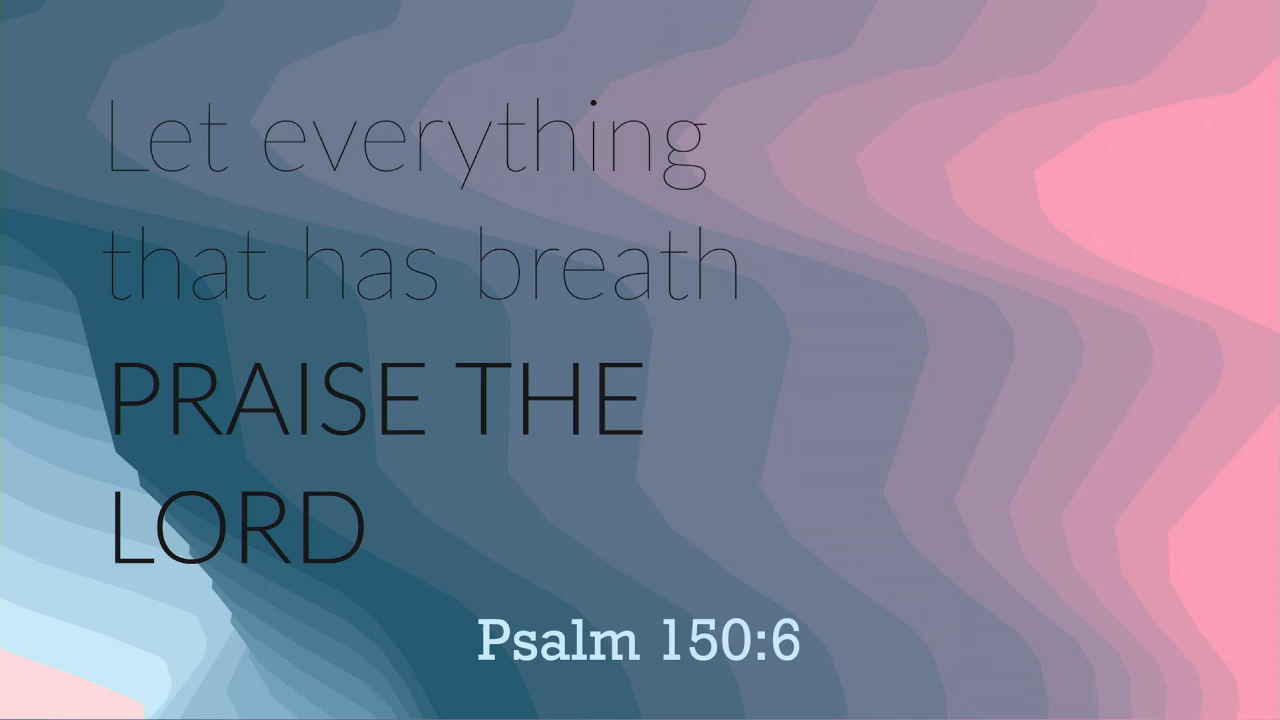 Let everything
that has breath
PRAISE THE
LORD
Psalm 150:6